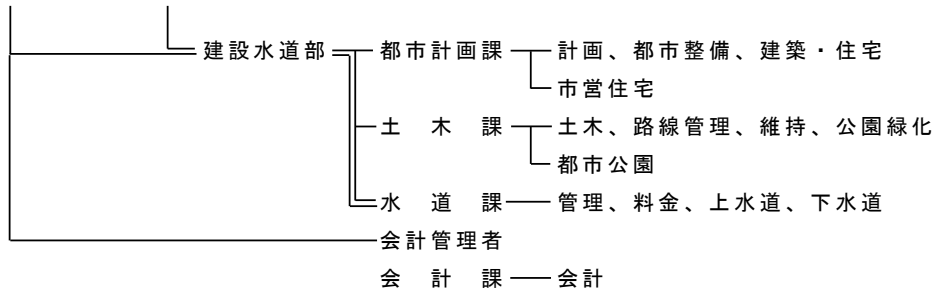 建設水道部 都市計画課 計画、都市整備、建築・住宅
市営住宅
土木課 土木、路線管理、維持、公園緑化
都市公園
水道課 管理、料金、上水道、下水道
会計管理者
会計課 会計